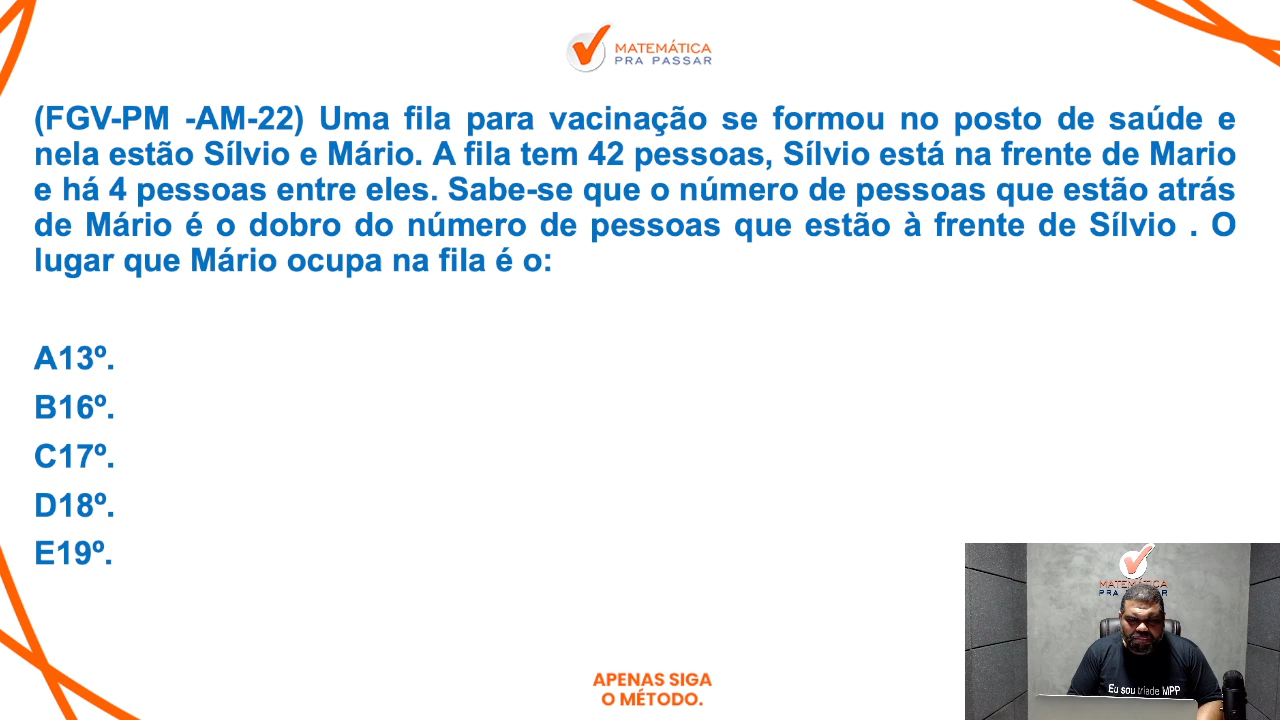 MATEMÁTICA
PRA PASSAR
(FGV-PM -AM-22) Uma fila para vacinação se formou no posto de saúde e
nela estão Sílvio e Mário. A fila tem 42 pessoas, Sílvio está na frente de Mario
e há 4 pessoas entre eles. Sabe-se que o número de pessoas que estão atrás
de Mário é o dobro do número de pessoas que estão à frente de Sílvio . O
lugar que Mário ocupa na fila é o:
A13º.
B16º.
C17º.
D18º.
E19º.
MATEMÁTICA
PRA PASSAR
Eu sou tríade MPP
APENAS SIGA
O MÉTODO.